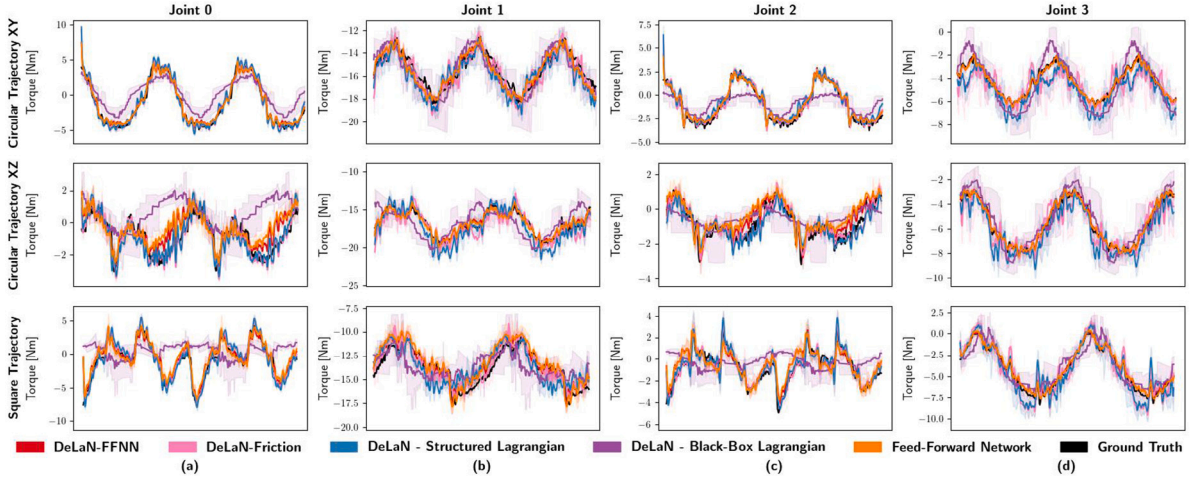 Joint 0 Joint 1 Joint 2 Joint 3
Circular Trajectory XY
Torque [Nm] 10 5 0 −5
Torque [Nm] −12 −14 −16 −18 −20
Torque [Nm] 7.5 5.0 2.5 0.0 −2.5 −5.0
Torque [Nm] 0 −2 −4 −6 −8
Circular Trajectory XZ
Torque [Nm] 2 0 −2
Torque [Nm] −10 −15 −20 −25
Torque [Nm] 2 0 −2 −4
Torque [Nm] −2 −4 −6 −8 −10
Square Trajectory
Torque [Nm] 5 0 −5 −10
Torque [Nm] −7.5 −10.0 −12.5 −15.0 −17.5 −20.0
Torque [Nm] 4 2 0 −2 −4 −6
Torque [Nm] 2.5 0.0 −2.5 −5.0 −7.5 −10.0
DeLaN-FFNN DeLaN-Friction DeLaN - Structured Lagrangian DeLaN - Black-Box Lagrangian Feed-Forward Network Ground Truth
(a) (b) (c) (d)